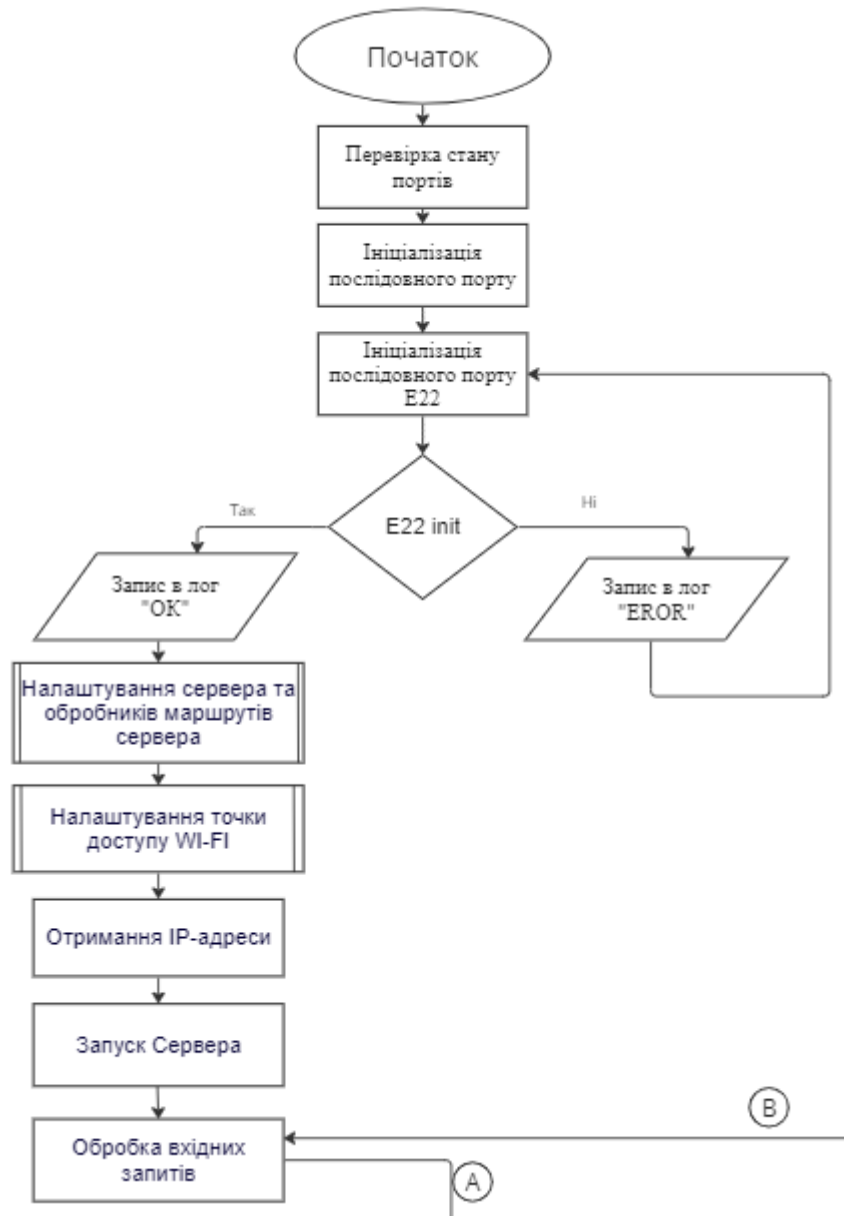 Початок
Перевірка стану
портів
Ініціалізація
послідовного порту
Ініціалізація
послідовного порту
E22
E22 init
Так
Ні
Запис в лог
"OK"
Запис в лог
"EROR"
Налаштування сервера та
обробників маршрутів
сервера
Налаштування точки
доступу WI-FI
Отримання IP-адреси
Запуск Сервера
B
Обробка вхідних
запитів
A